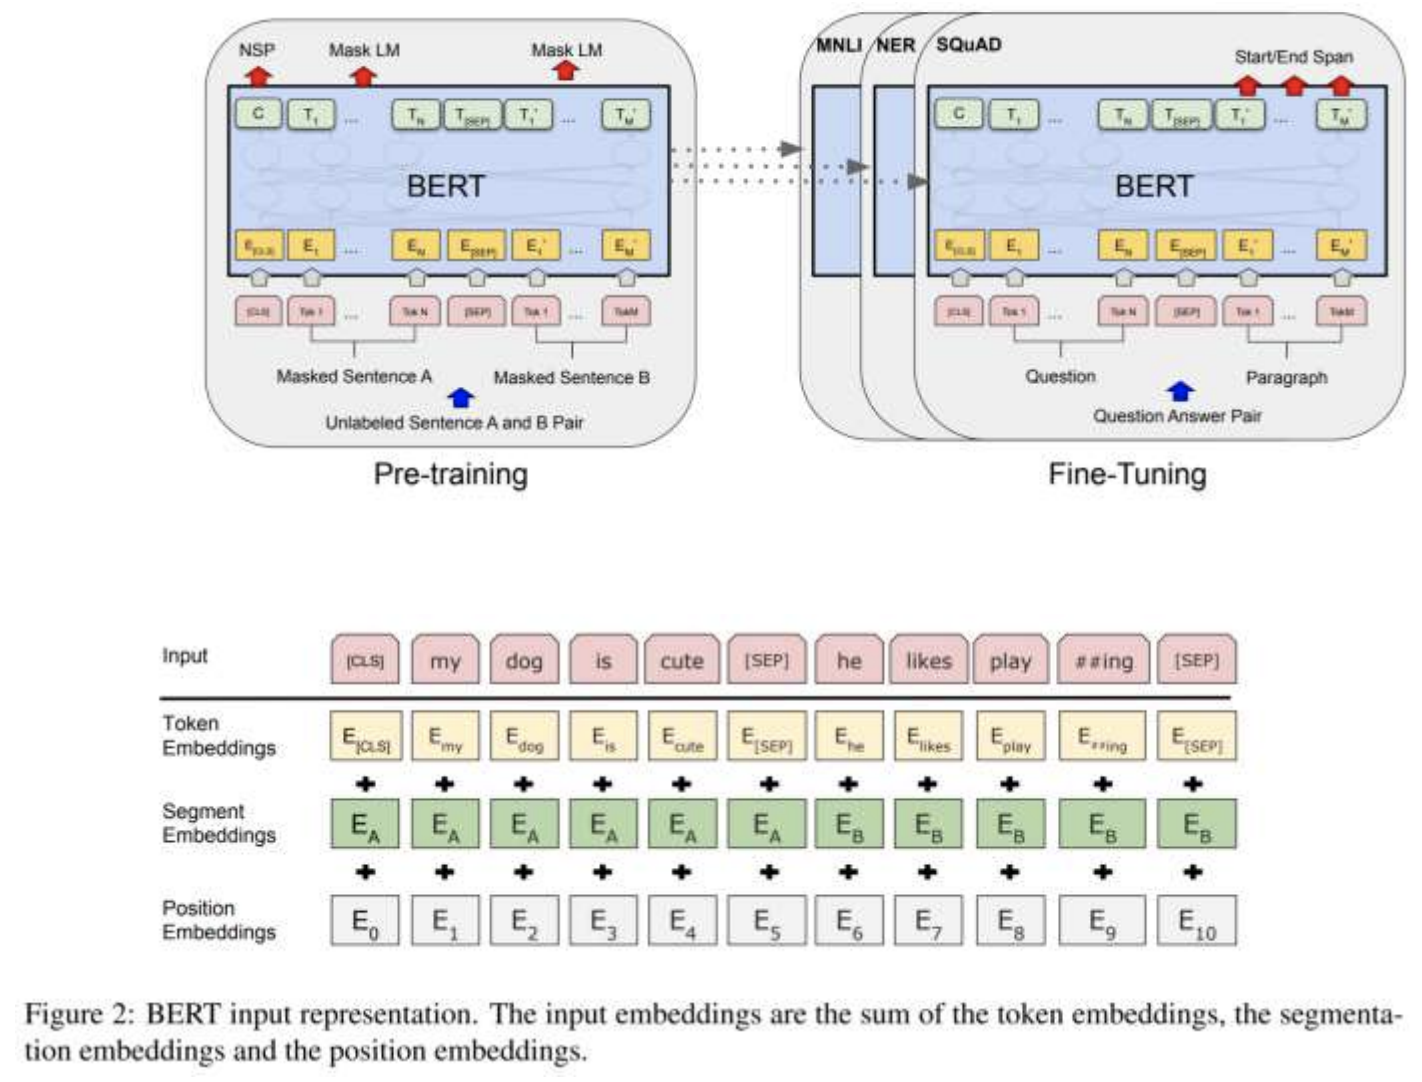 NSP Mask LM Mask LM
C T1 ... TN T[SEP] T1' ... TM'
BERT
E[CLS] E1 ... EN E[SEP] E1' ... EM'
[CLS] Tok 1 ... Tok N [SEP] Tok 1 ... TokM
Masked Sentence A Masked Sentence B
Unlabeled Sentence A and B Pair
Pre-training
MNLI NER SQuAD
Start/End Span
C T1 ... TN T[SEP] T1' ... TM'
BERT
E[CLS] E1 ... EN E[SEP] E1' ... EM'
[CLS] Tok 1 ... Tok N [SEP] Tok 1 ... TokM
Question Paragraph
Question Answer Pair
Fine-Tuning
Input [CLS] my dog is cute [SEP] he likes play ##ing [SEP]
Token
Embeddings E[CLS] Emy Edog Eis Ecute E[SEP] Ehe Elikes Eplay E##ing E[SEP]
+ + + + + + + + + + +
Segment
Embeddings EA EA EA EA EA EA EB EB EB EB EB
+ + + + + + + + + + +
Position
Embeddings E0 E1 E2 E3 E4 E5 E6 E7 E8 E9 E10
Figure 2: BERT input representation. The input embeddings are the sum of the token embeddings, the segmenta-
tion embeddings and the position embeddings.